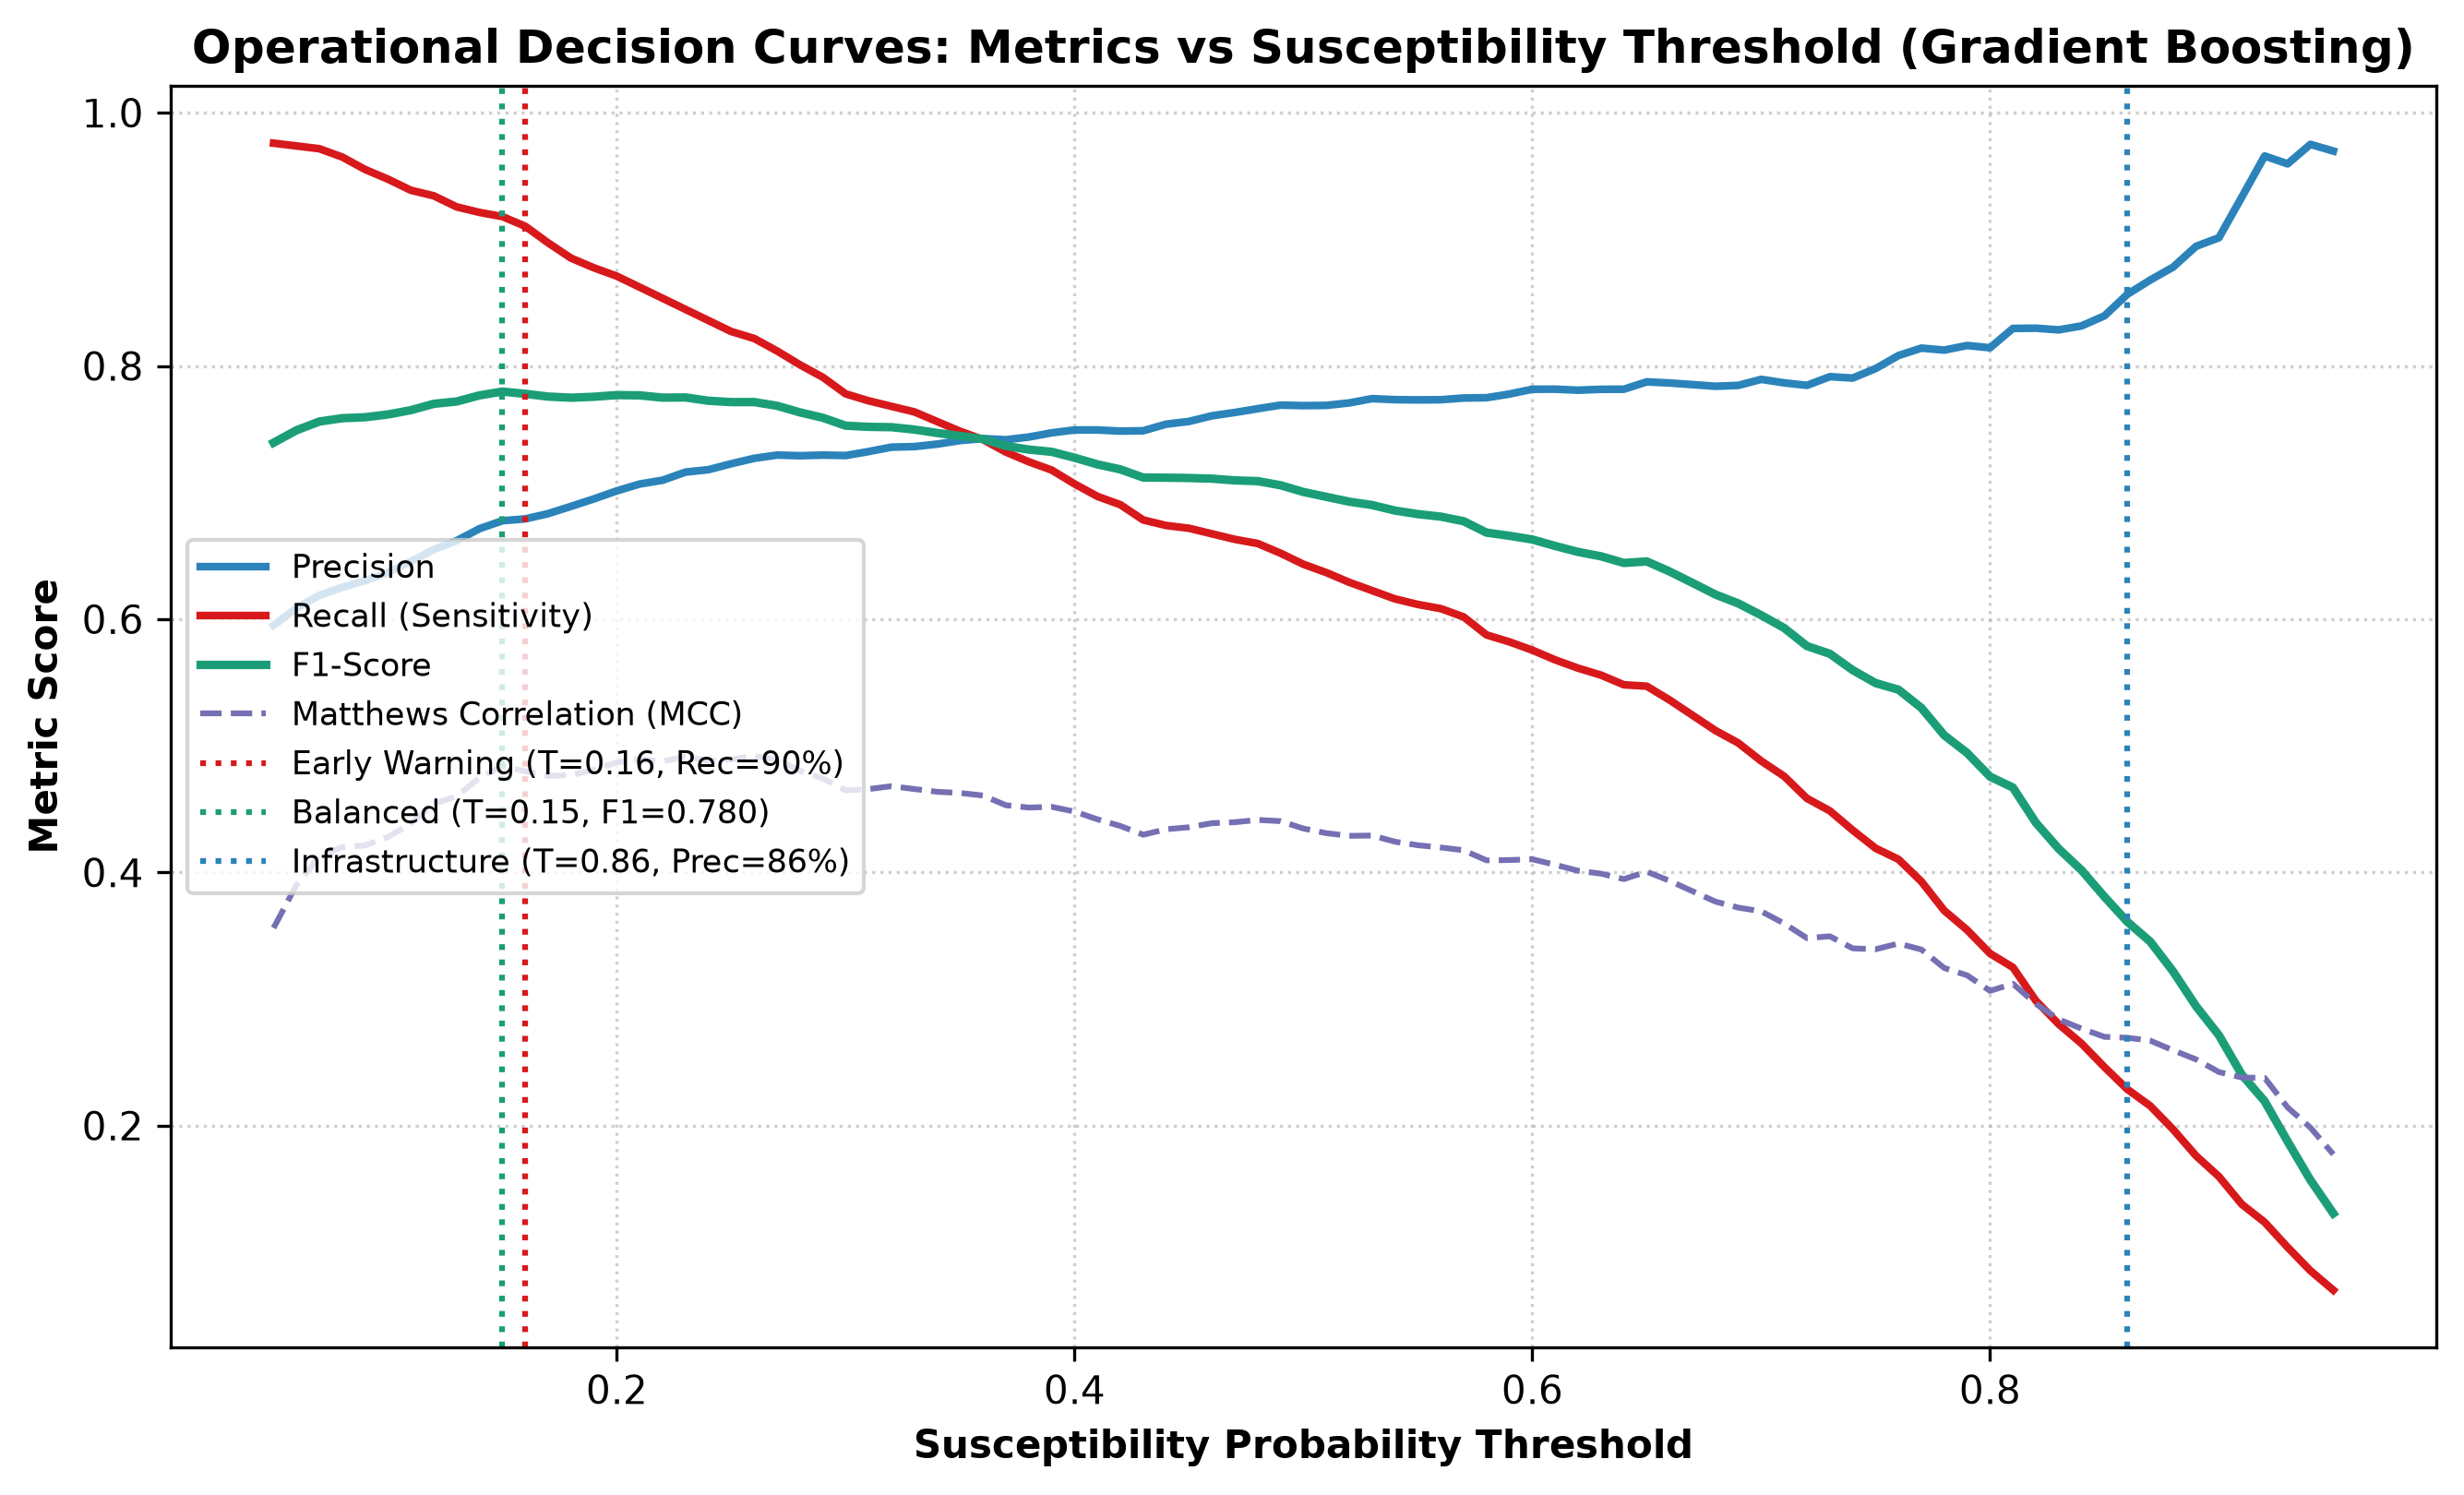 Operational Decision Curves: Metrics vs Susceptibility Threshold (Gradient Boosting)
1.0
0.8
0.6
0.4
0.2
Metric Score
Precision
Recall (Sensitivity)
F1-Score
Matthews Correlation (MCC)
Early Warning (T=0.16, Rec=90%)
Balanced (T=0.15, F1=0.780)
Infrastructure (T=0.86, Prec=86%)
0.2 0.4 0.6 0.8
Susceptibility Probability Threshold